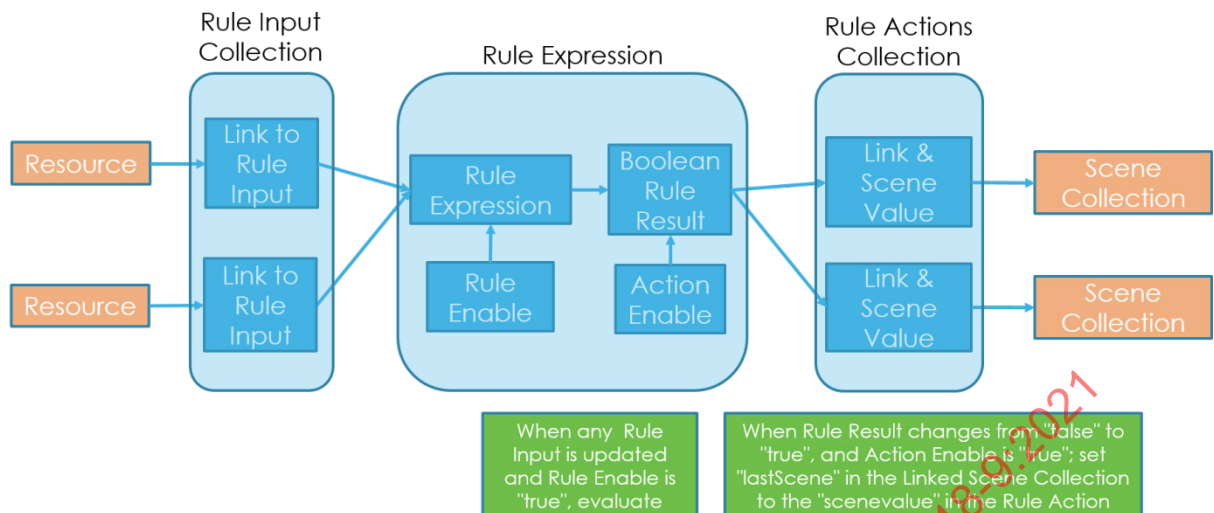 Rule Input
Collection
Rule Expression
Rule Actions
Collection
Resource
Link to
Rule
Input
Rule
Expression
Boolean
Rule
Result
Link &
Scene
Value
Scene
Collection
Resource
Link to
Rule
Input
Rule
Enable
Action
Enable
Link &
Scene
Value
Scene
Collection
When any Rule
Input is updated
and Rule Enable is
"true", evaluate
When Rule Result changes from "false" to
"true", and Action Enable is "true"; set
"lastScene" in the Linked Scene Collection
to the "scenevalue" in the Rule Action
18-9:2021